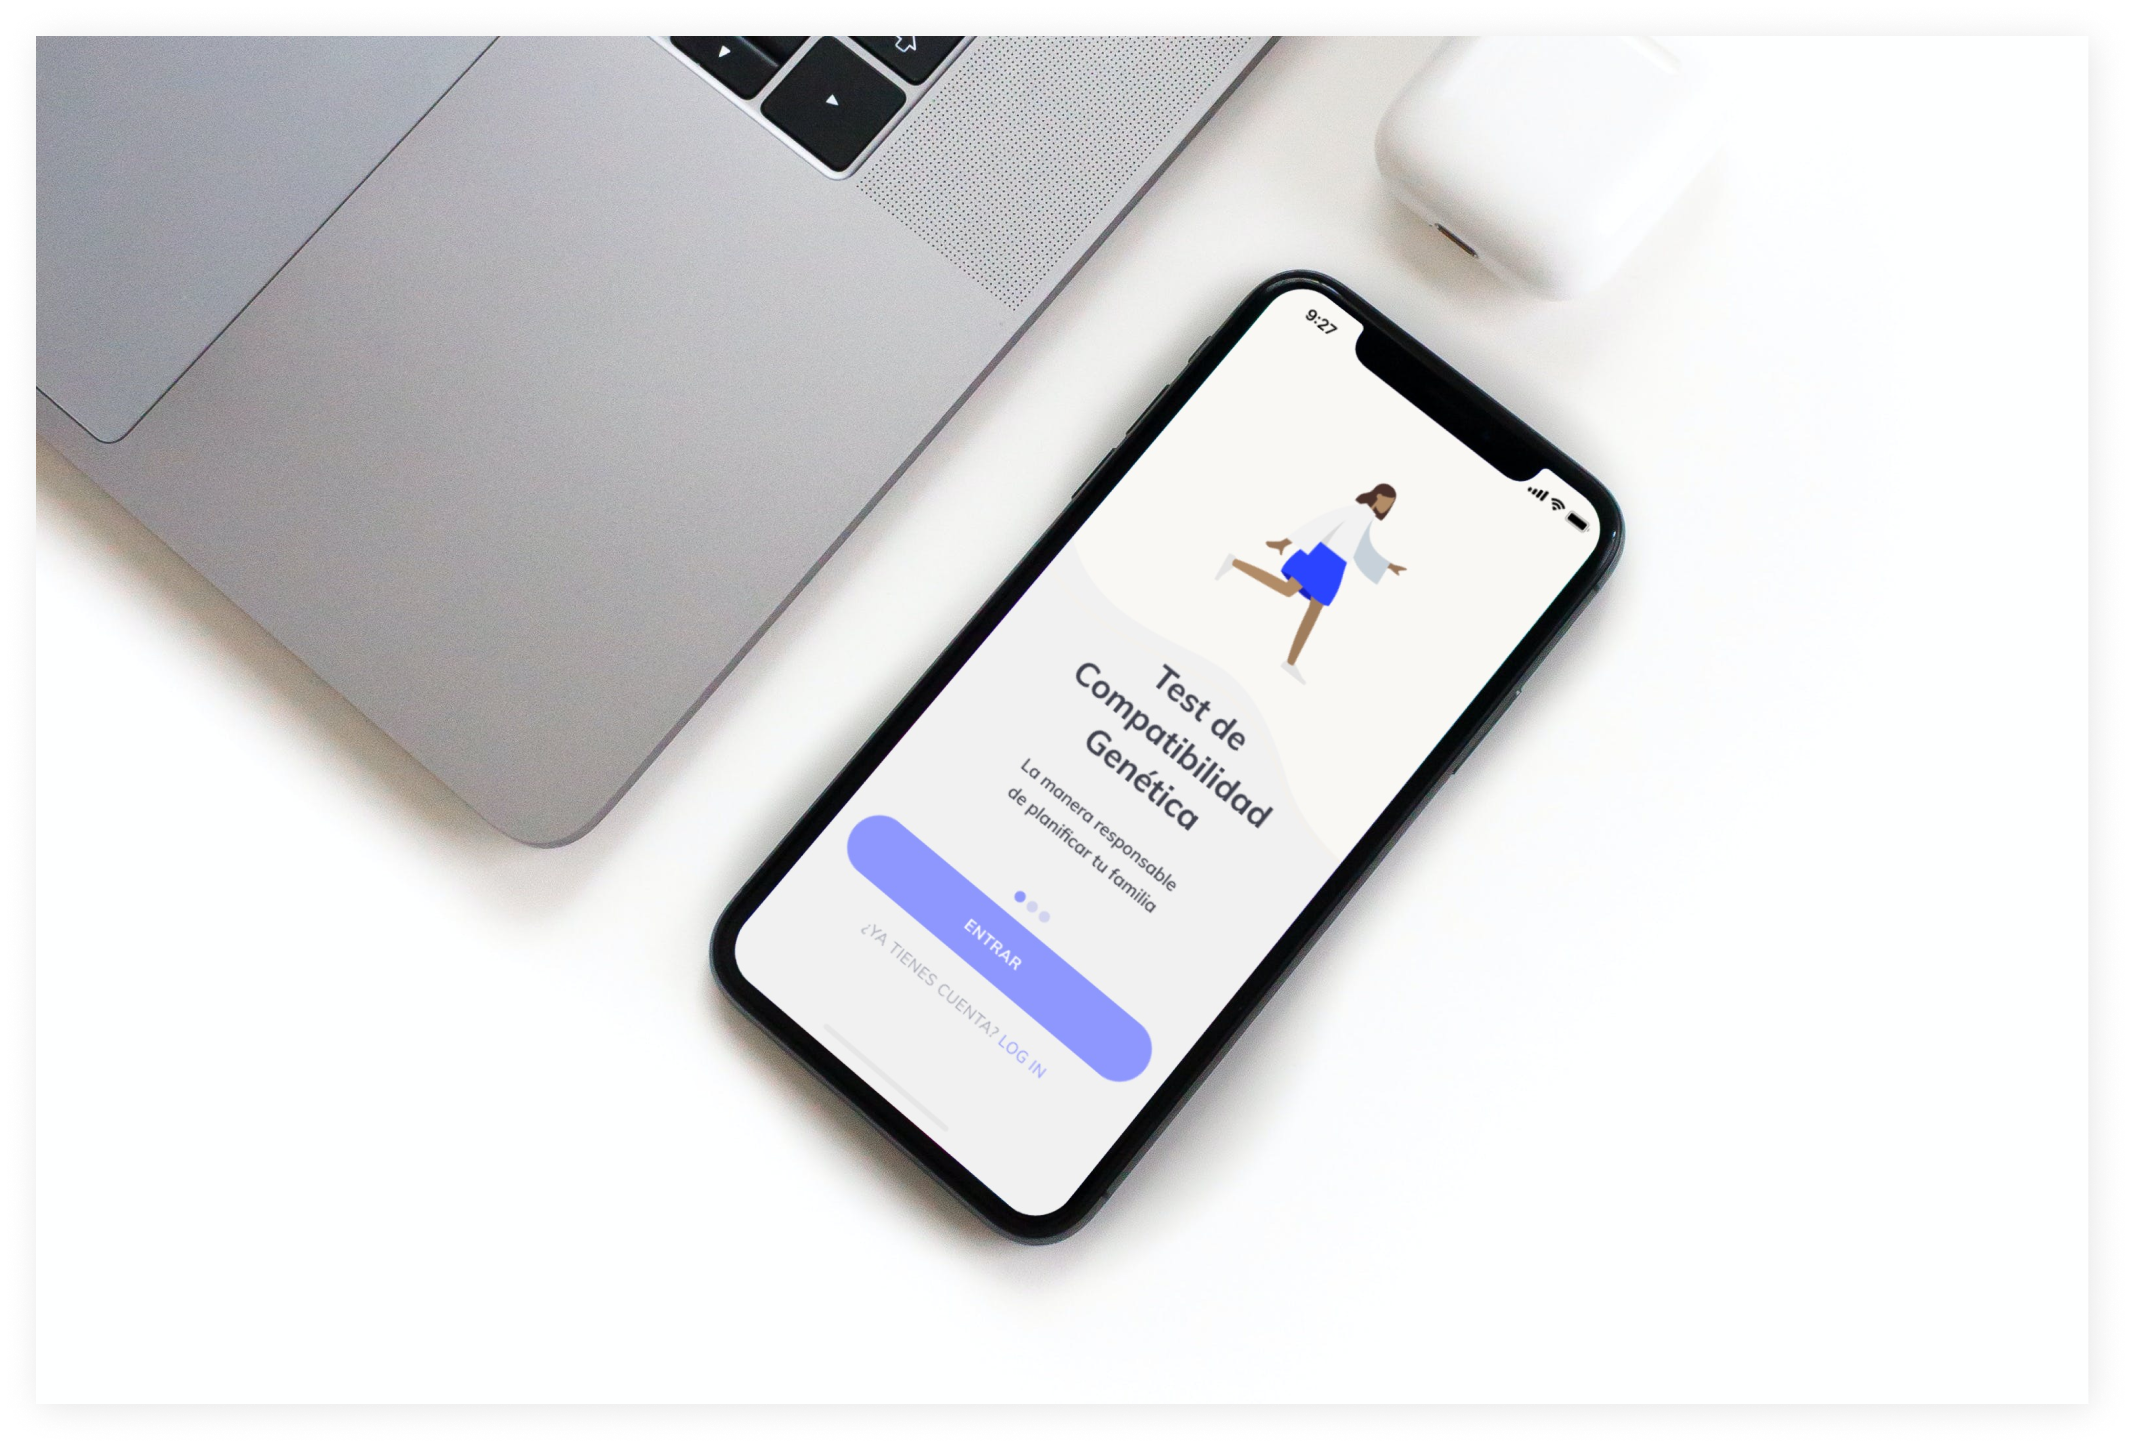 9:27
Test de
Compatibilidad
Genética
La manera responsable
de planificar tu familia
ENTRAR
¿YA TIENES CUENTA? LOG IN